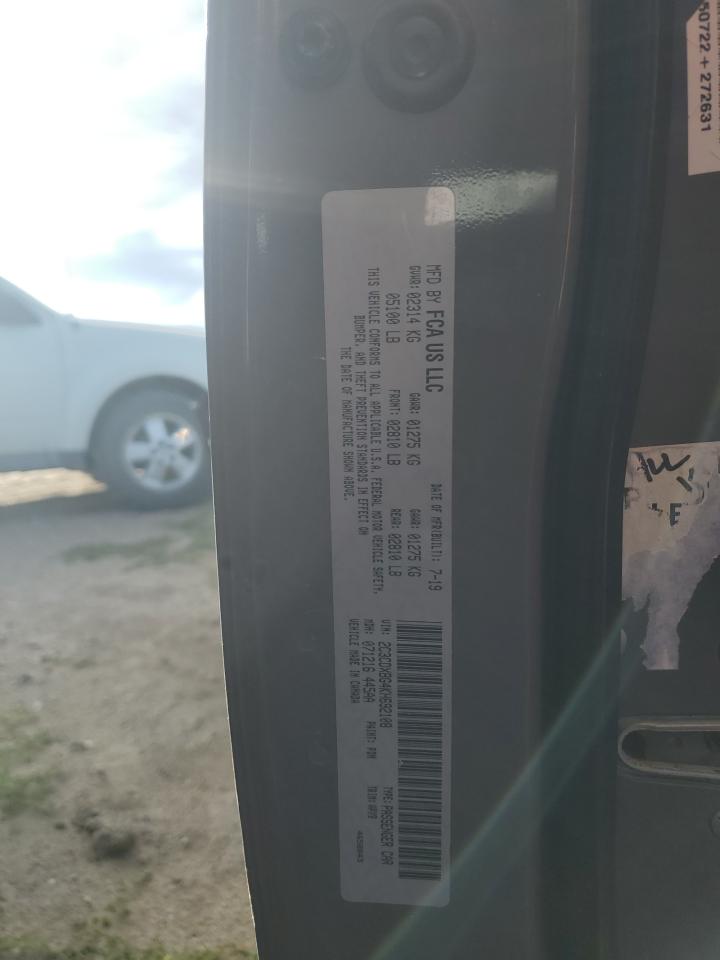 MFD BY FCA US LLC
DATE OF MFR(BUILT): 7-19
GVWR: 02314 KG
GAWR: 01275 KG
GAWR: 01275 KG
05100 LB
FRONT: 02810 LB
REAR: 02810 LB
THIS VEHICLE CONFORMS TO ALL APPLICABLE U.S.A. FEDERAL MOTOR VEHICLE SAFETY,
BUMPER, AND THEFT PREVENTION STANDARDS IN EFFECT ON
THE DATE OF MANUFACTURE SHOWN ABOVE.
VIN: 2C3CDXBG4KH692108
TYPE: PASSENGER CAR
MDH: 071216 445AA
PAINT: PDN
VEHICLE MADE IN CANADA
50722 + 272631